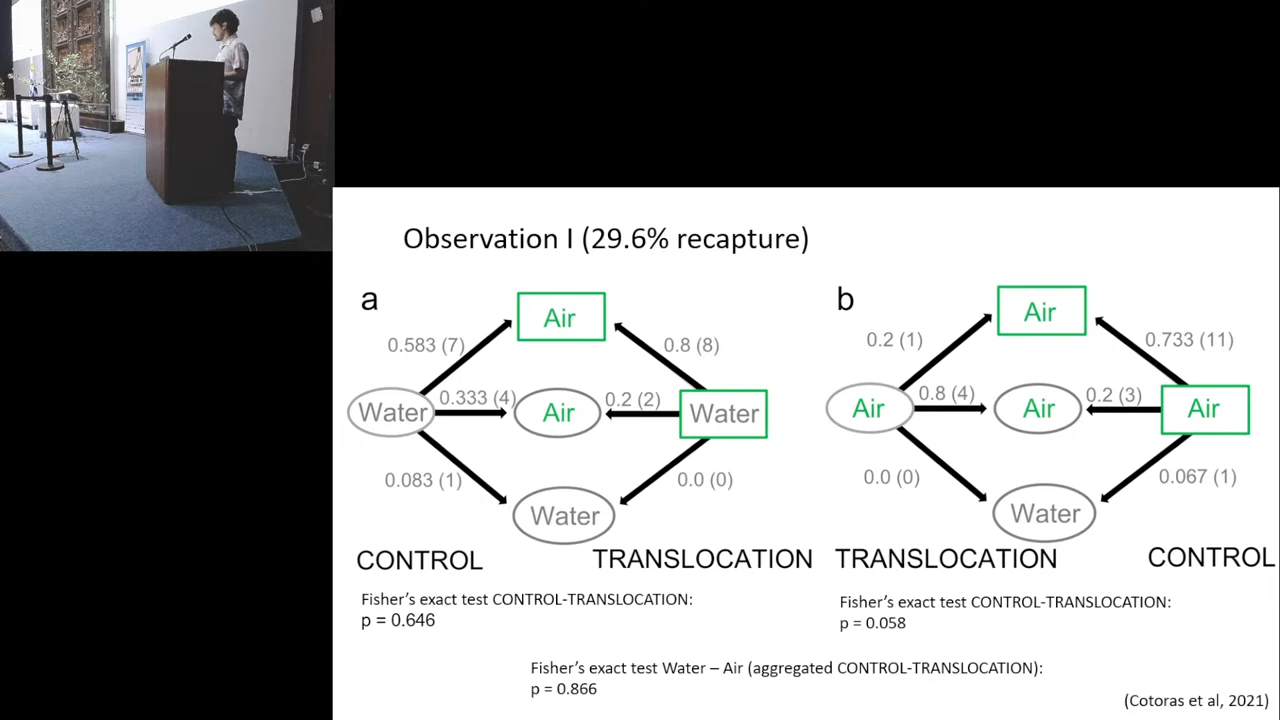 Observation I (29.6% recapture)
a
Air
0.583 (7)
0.8 (8)
Water
0.333 (4)
Air
0.2 (2)
Water
0.083 (1)
0.0 (0)
Water
CONTROL
TRANSLOCATION
Fisher’s exact test CONTROL-TRANSLOCATION:
p = 0.646
b
Air
0.2 (1)
0.733 (11)
Air
0.8 (4)
Air
0.2 (3)
Air
0.0 (0)
0.067 (1)
Water
TRANSLOCATION
CONTROL
Fisher’s exact test CONTROL-TRANSLOCATION:
p = 0.058
Fisher’s exact test Water – Air (aggregated CONTROL-TRANSLOCATION):
p = 0.866
(Cotoras et al, 2021)